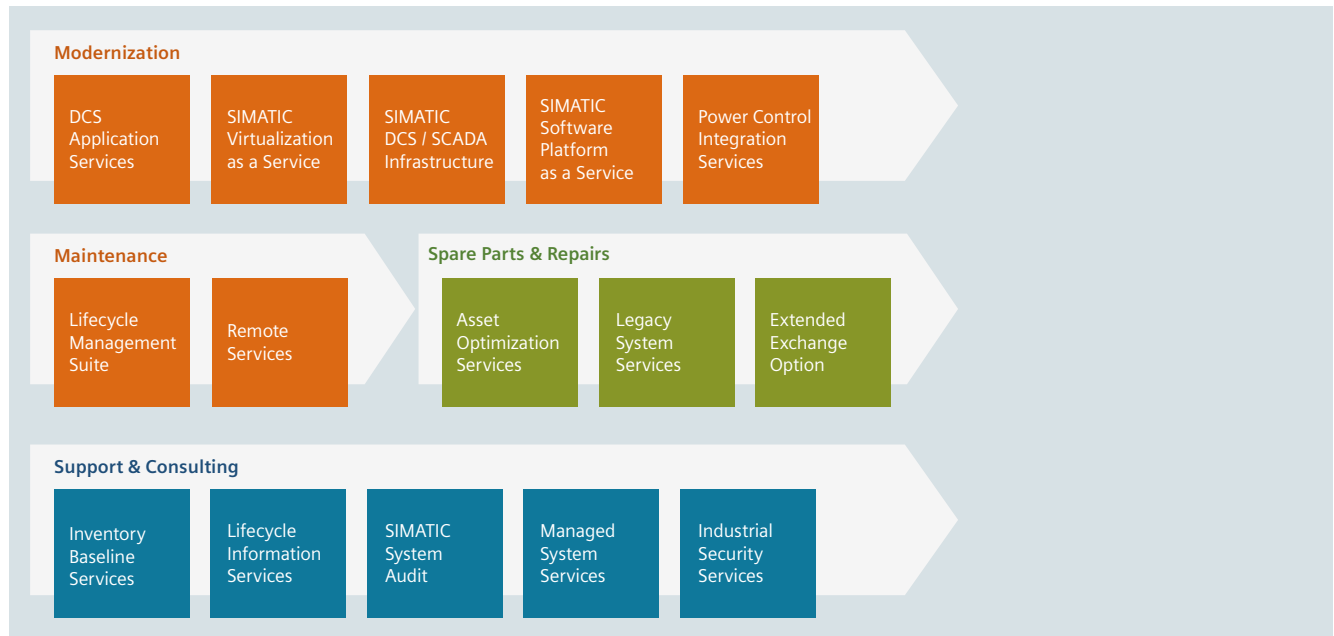 Modernization
DCS
Application
Services
SIMATIC
Virtualization
as a Service
SIMATIC
DCS / SCADA
Infrastructure
SIMATIC
Software
Platform
as a Service
Power Control
Integration
Services
Maintenance
Lifecycle
Management
Suite
Remote
Services
Spare Parts & Repairs
Asset
Optimization
Services
Legacy
System
Services
Extended
Exchange
Option
Support & Consulting
Inventory
Baseline
Services
Lifecycle
Information
Services
SIMATIC
System
Audit
Managed
System
Services
Industrial
Security
Services